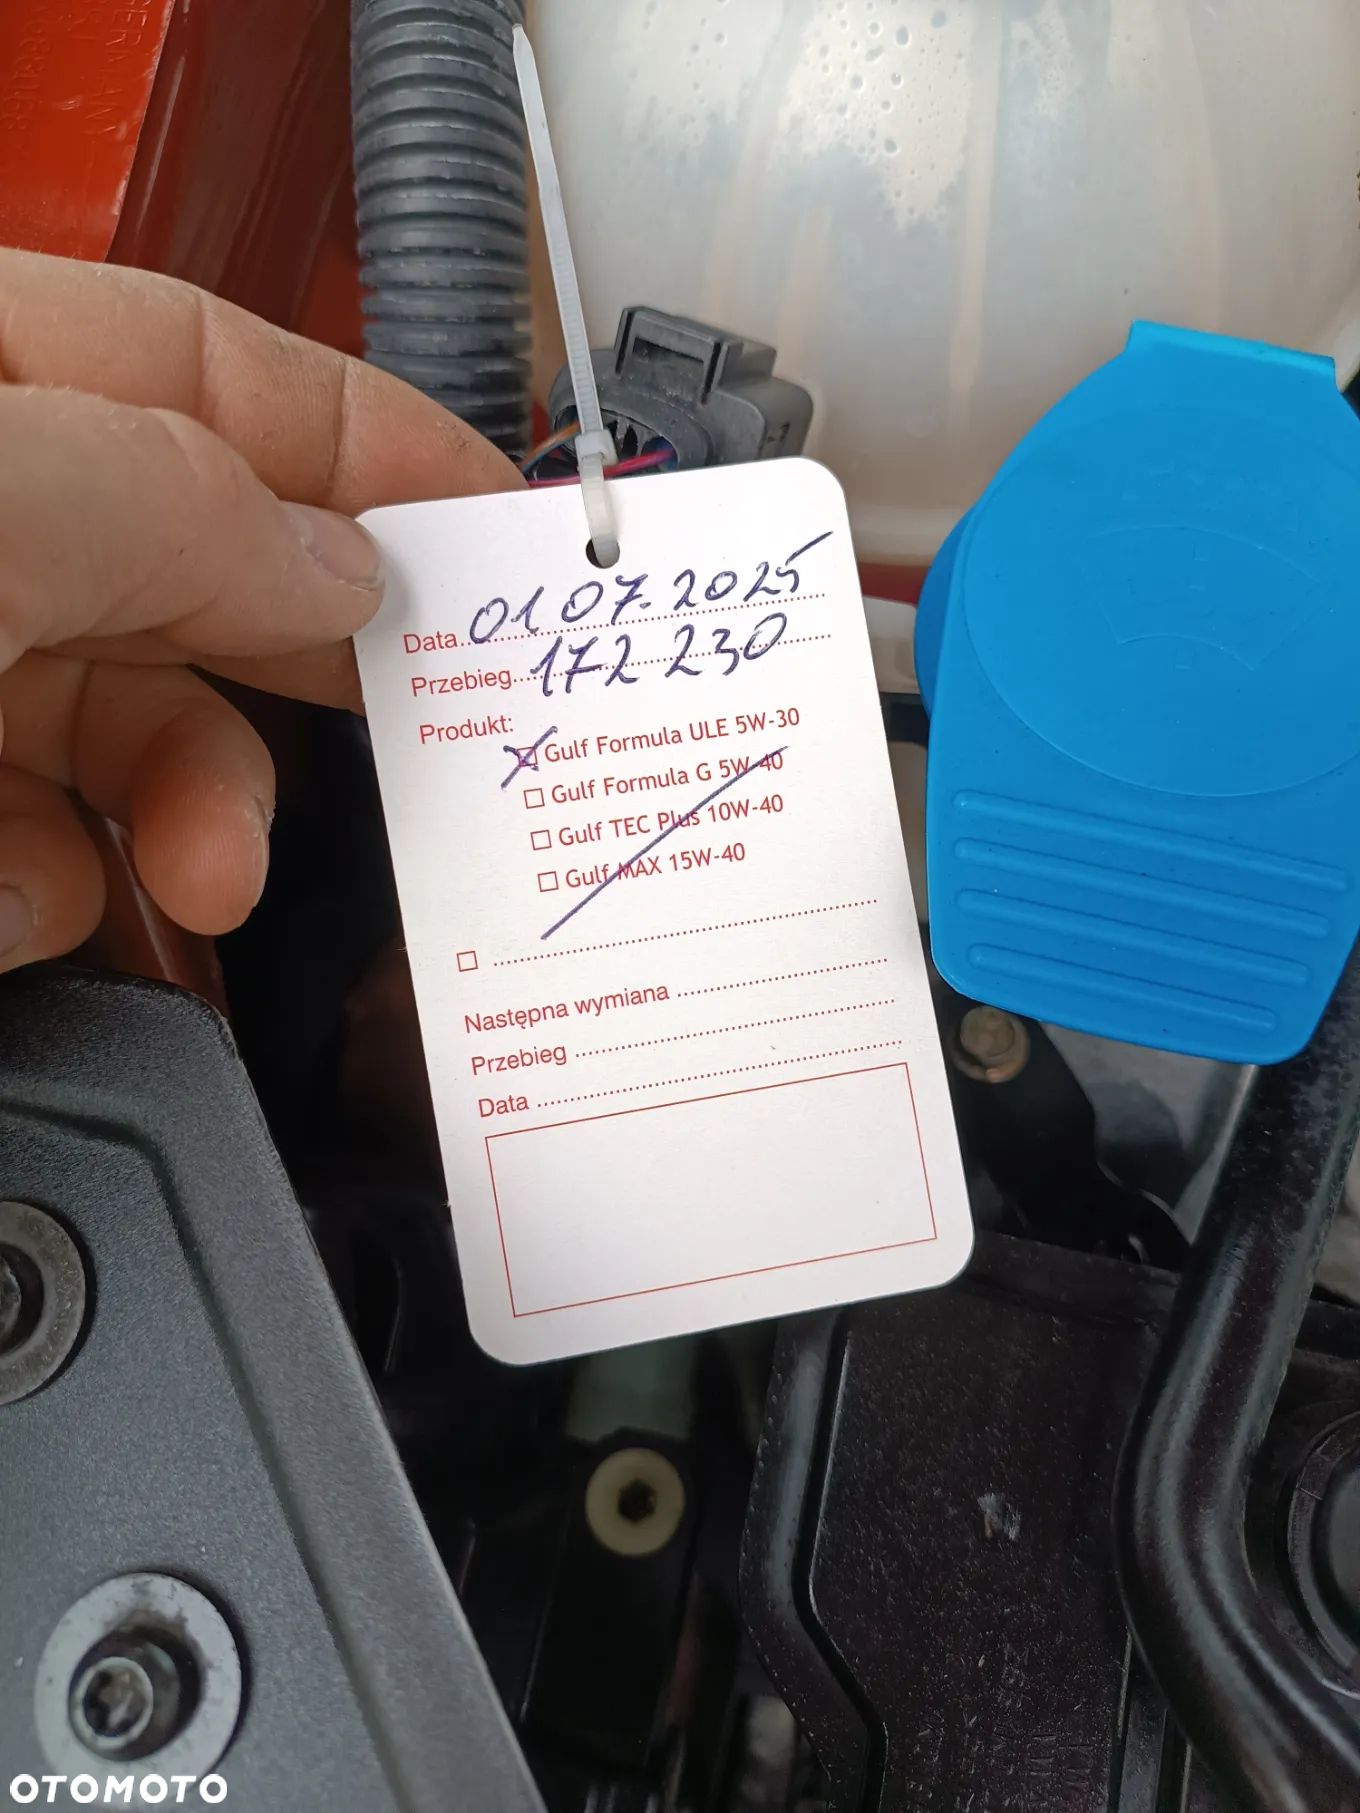 Data 01 07. 2025
Przebieg 172 230
Produkt:
Gulf Formula ULE 5W-30
Gulf Formula G 5W-40
Gulf TEC Plus 10W-40
Gulf MAX 15W-40
Następna wymiana
Przebieg
Data
OTOMOTO